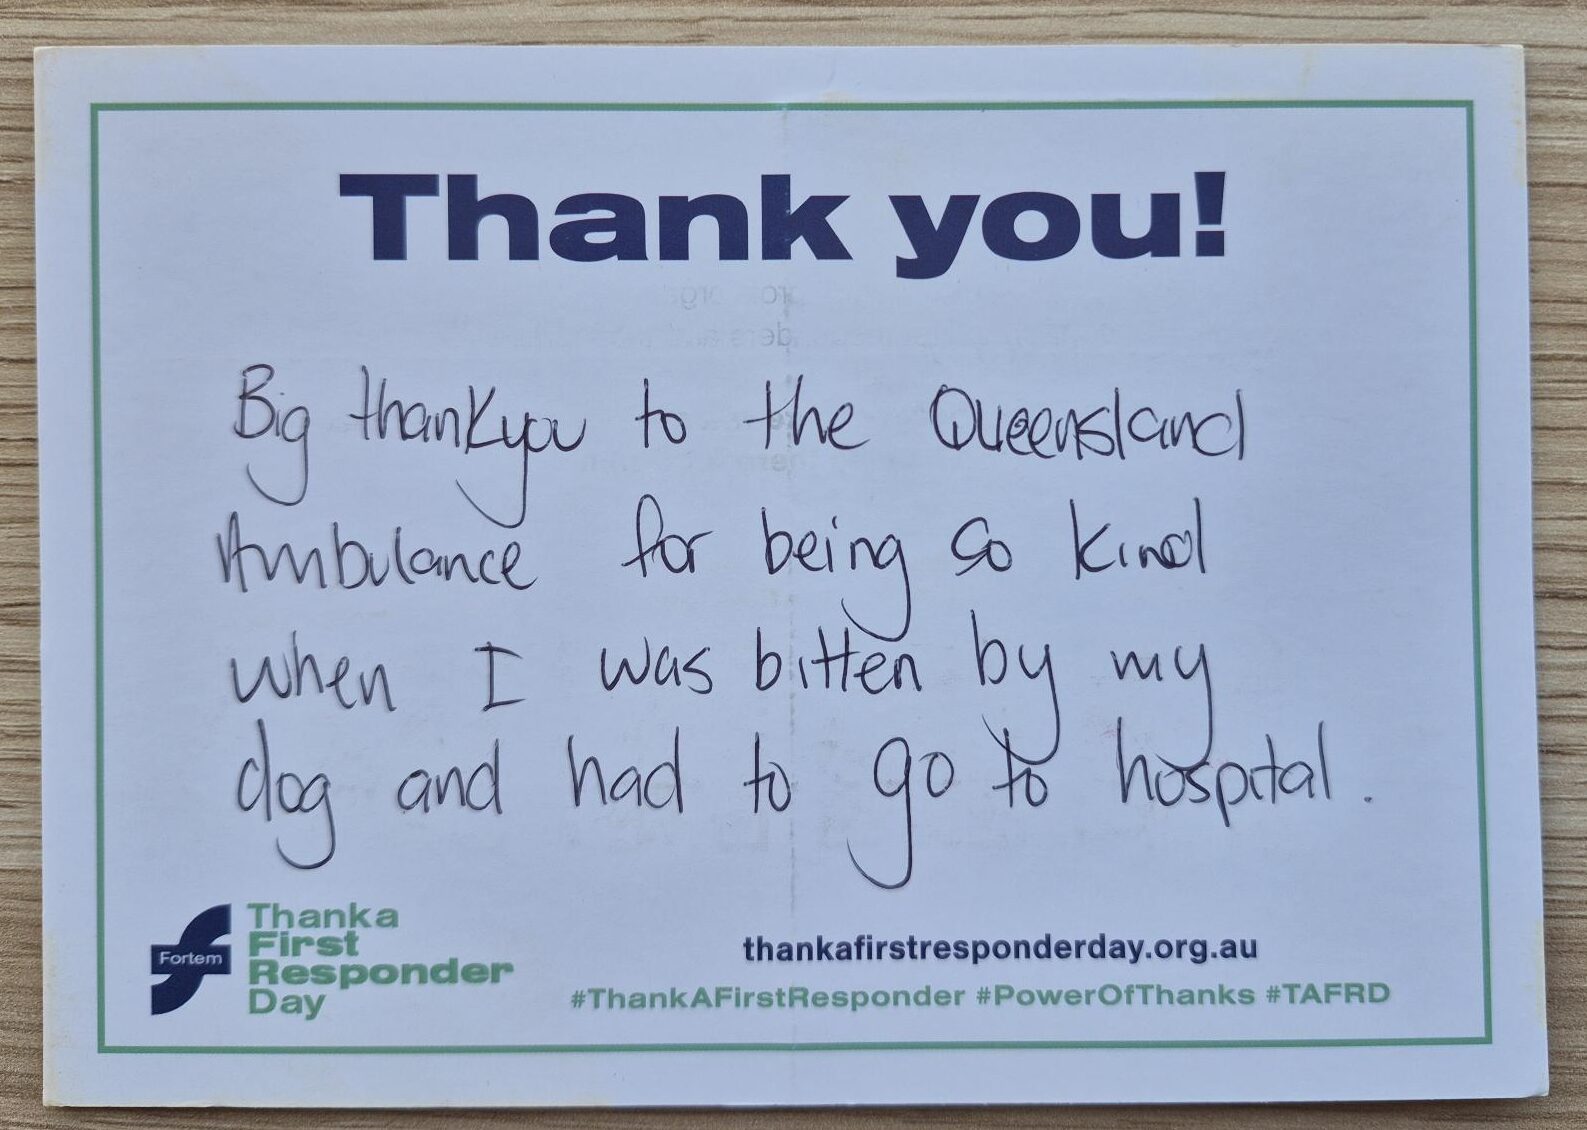 Thank you!
Big thankyou to the Queensland
Ambulance for being so kind
when I was bitten by my
dog and had to go to hospital.
Fortem
Thank a
First
Responder
Day
thankafirstresponderday.org.au
#ThankAFirstResponder #PowerOfThanks #TAFRD